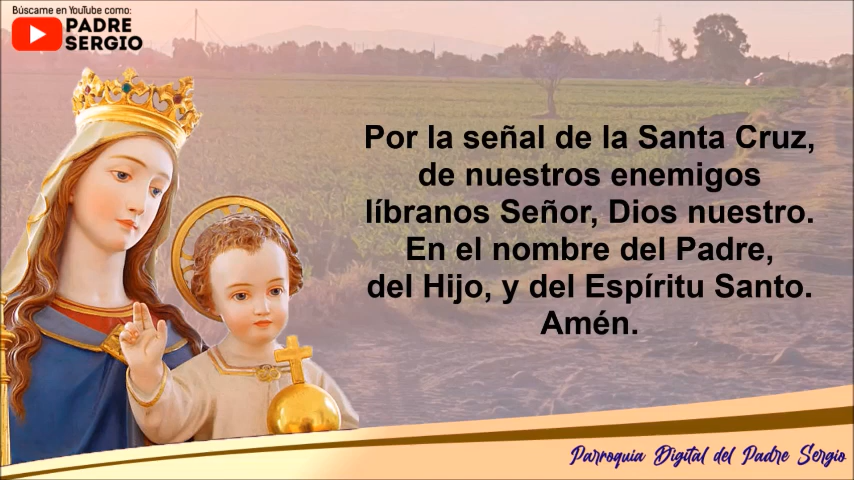 Búscame en YouTube como:
PADRE
SERGIO
Por la señal de la Santa Cruz,
de nuestros enemigos
líbranos Señor, Dios nuestro.
En el nombre del Padre,
del Hijo, y del Espíritu Santo.
Amén.
Parroquia Digital del Padre Sergio